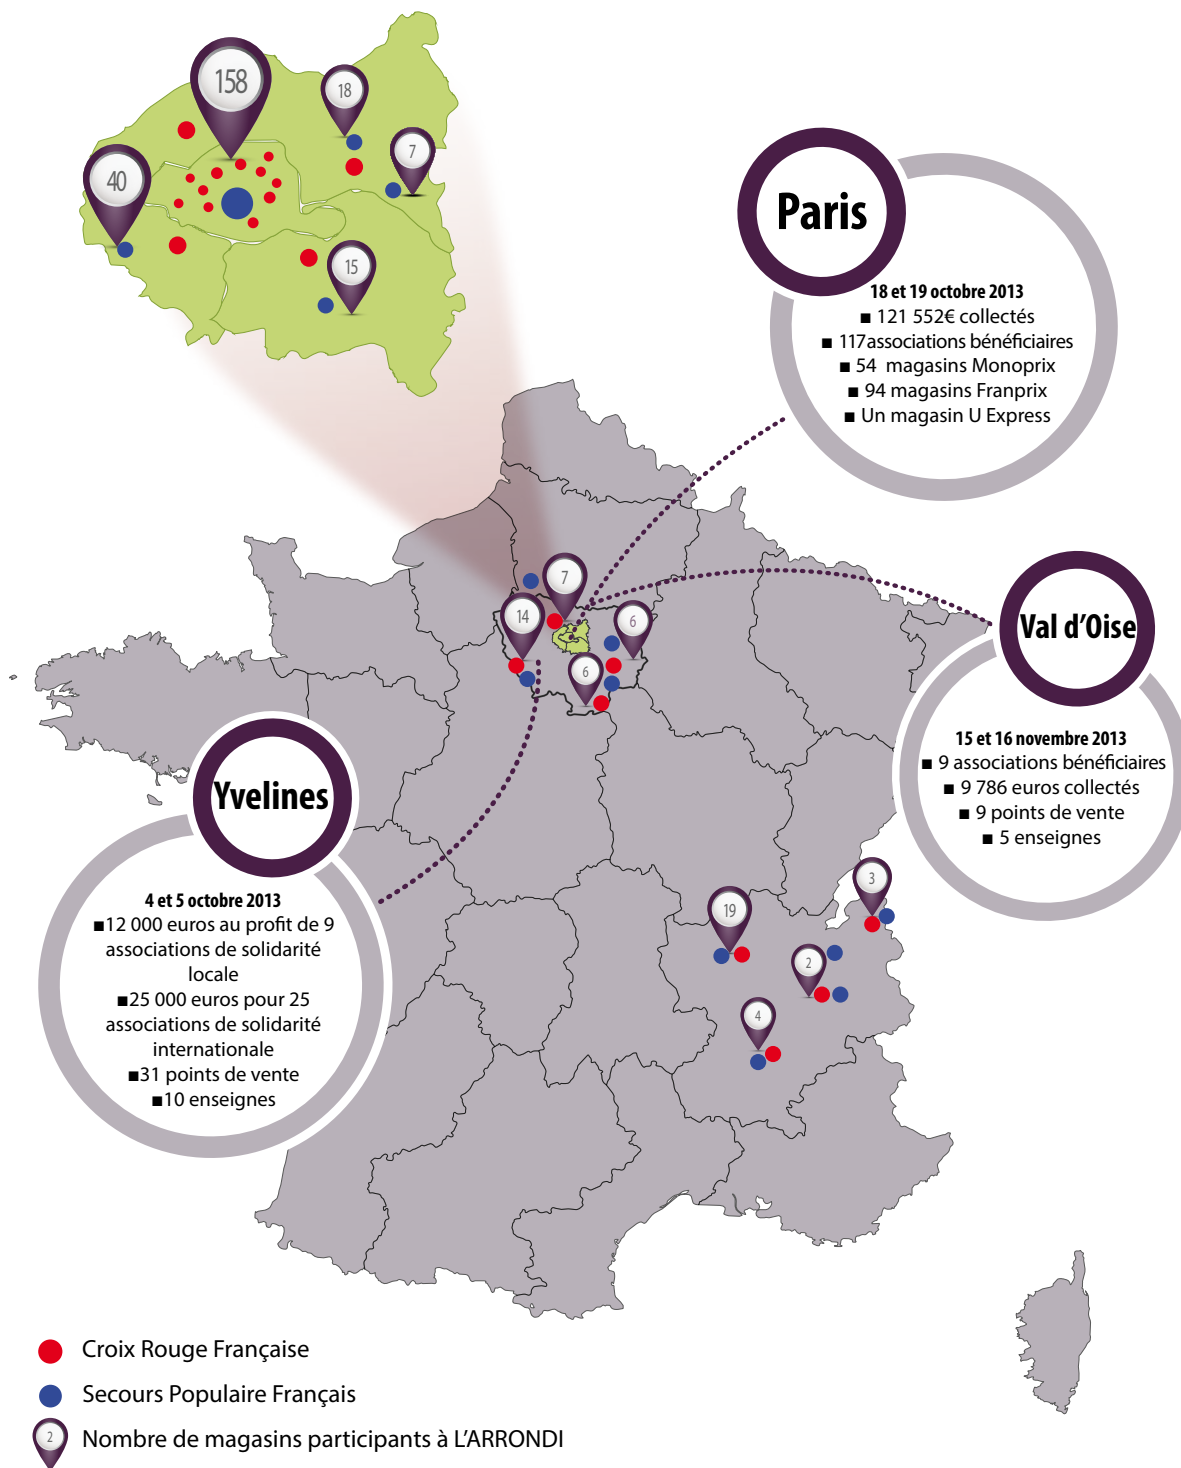 158
18
7
40
15
Paris
18 et 19 octobre 2013
■ 121 552€ collectés
■ 117associations bénéficiaires
■ 54 magasins Monoprix
■ 94 magasins Franprix
■ Un magasin U Express
7
14
6
6
Val d'Oise
15 et 16 novembre 2013
■ 9 associations bénéficiaires
■ 9 786 euros collectés
■ 9 points de vente
■ 5 enseignes
Yvelines
4 et 5 octobre 2013
■12 000 euros au profit de 9
associations de solidarité
locale
■25 000 euros pour 25
associations de solidarité
internationale
■31 points de vente
■10 enseignes
3
19
2
4
Croix Rouge Française
Secours Populaire Français
2 Nombre de magasins participants à L'ARRONDI